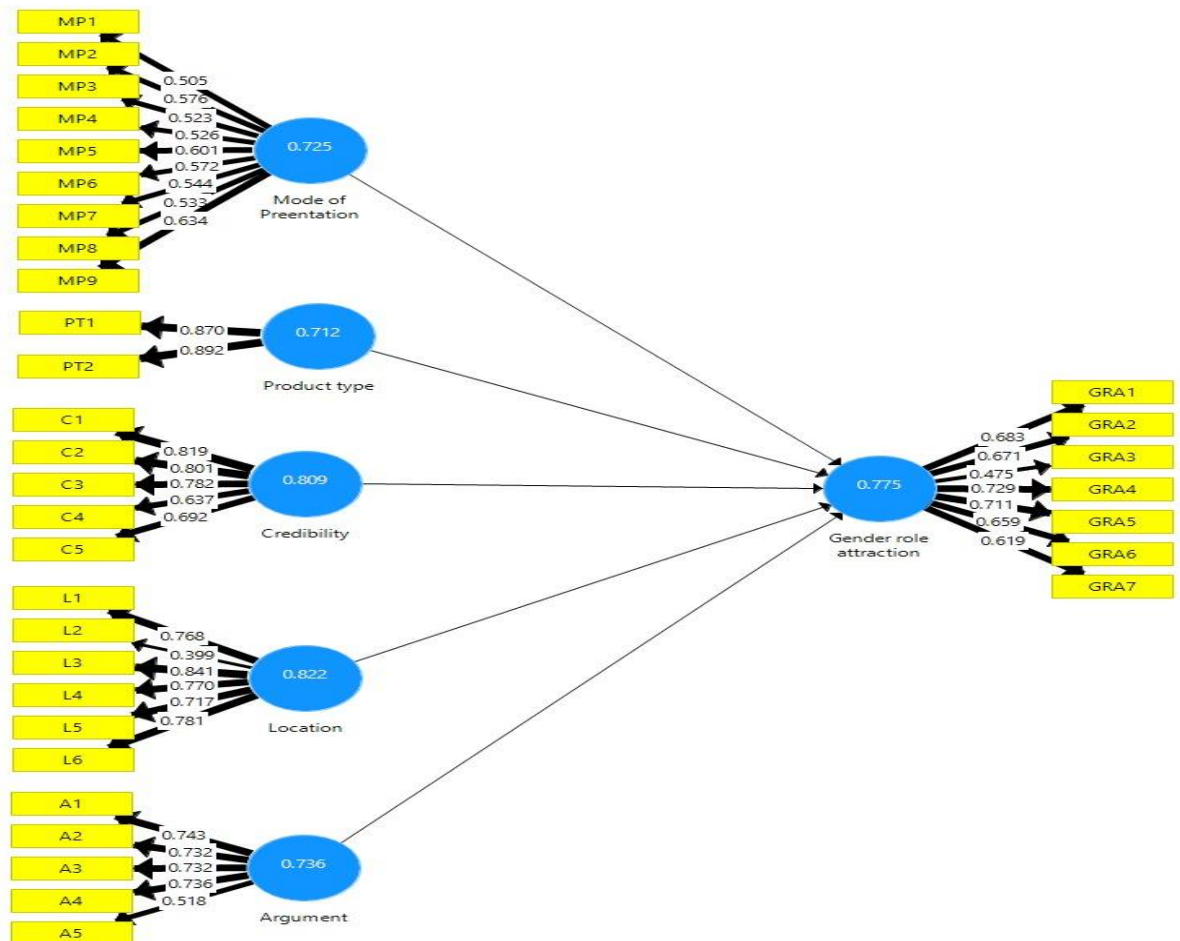 MP1
MP2
MP3
MP4
MP5
MP6
MP7
MP8
MP9
0.505
0.576
0.523
0.526
0.601
0.572
0.544
0.533
0.634
0.725
Mode of
Preentation
PT1
PT2
0.870
0.892
0.712
Product type
C1
C2
C3
C4
C5
0.819
0.801
0.782
0.637
0.692
0.809
Credibility
L1
L2
L3
L4
L5
L6
0.768
0.399
0.841
0.770
0.717
0.781
0.822
Location
A1
A2
A3
A4
A5
0.743
0.732
0.732
0.736
0.518
0.736
Argument
0.775
Gender role
attraction
0.683
0.671
0.475
0.729
0.711
0.659
0.619
GRA1
GRA2
GRA3
GRA4
GRA5
GRA6
GRA7